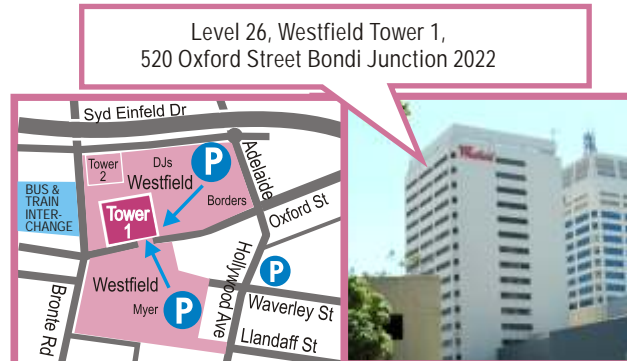 Level 26, Westfield Tower 1,
520 Oxford Street Bondi Junction 2022
Syd Einfeld Dr
Tower
2
DJs
P
Adelaide
Westfield
BUS &
TRAIN
INTER-
CHANGE
Borders
Tower
1
Oxford St
Hollywood Ave
P
Westfield
Myer
P
Waverley St
Bronte Rd
Llandaff St
Westfield